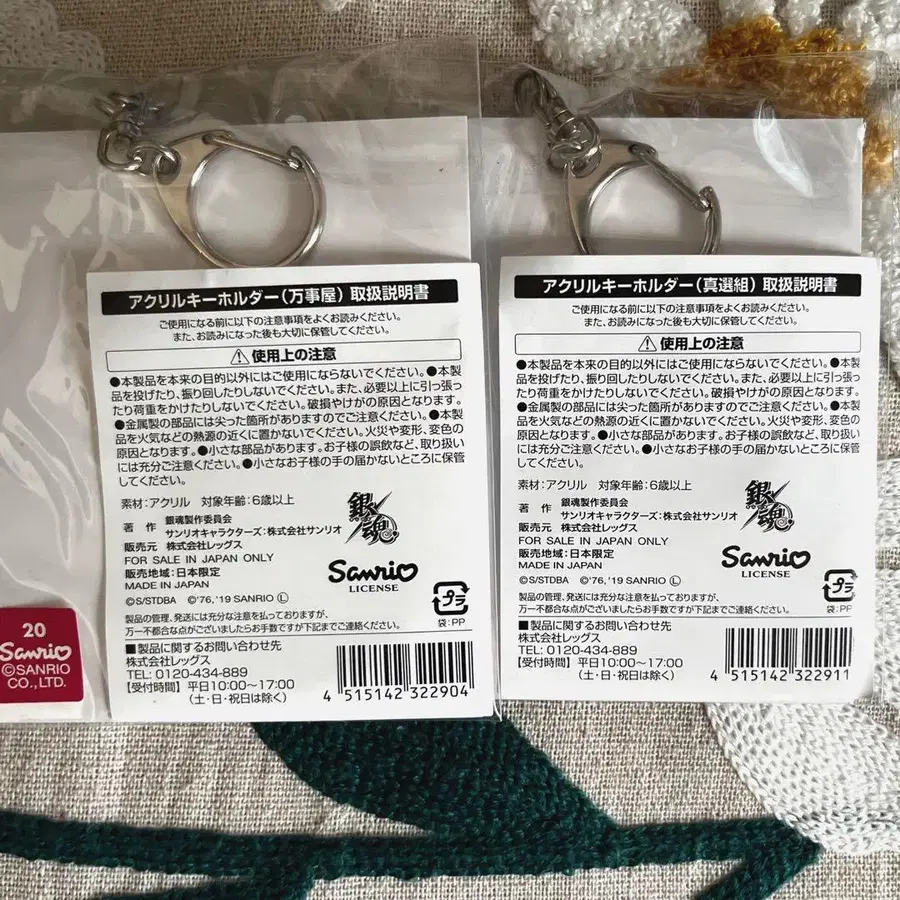 アクリルキーホルダー(万事屋)取扱説明書
ご使用になる前に以下の注意事項をよくお読みください。
また、お読みになった後も大切に保管してください。
⚠使用上の注意
●本製品を本来の目的以外にはご使用にならないでください。●本
製品を投げたり、振り回したりしないでください。また、必要以上に引っ張っ
たり荷重をかけたりしないでください。破損やけがの原因となります。
●金属製の部品には尖った箇所がありますのでご注意ください。●本製
品を火気などの熱源の近くに置かないでください。火災や変形、変色の
原因となります。●小さな部品があります。お子様の誤飲など、取り扱い
には充分ご注意ください。●小さなお子様の手の届かないところに保管
してください。
素材:アクリル 対象年齢:6歳以上
著 作 銀魂製作委員会
サンリオキャラクターズ:株式会社サンリオ
販売元 株式会社レッグス
FOR SALE IN JAPAN ONLY
販売地域:日本限定
MADE IN JAPAN
©S/STDBA ©'76, '19 SANRIO Ⓛ
銀魂
Sanrio
LICENSE
プラ
袋:PP
製品の管理、発送には充分な注意を払っておりますが、
万一不都合な点がございましたらお手数ですが下記までご連絡ください。
■製品に関するお問い合わせ先
株式会社レッグス
TEL: 0120-434-889
【受付時間】平日10:00〜17:00
(土・日・祝日は除く)
4 515142 322904
20
Sanrio
©SANRIO
CO.,LTD.
アクリルキーホルダー(真選組)取扱説明書
ご使用になる前に以下の注意事項をよくお読みください。
また、お読みになった後も大切に保管してください。
⚠使用上の注意
●本製品を本来の目的以外にはご使用にならないでください。●本
製品を投げたり、振り回したりしないでください。また、必要以上に引っ張っ
たり荷重をかけたりしないでください。破損やけがの原因となります。
●金属製の部品には尖った箇所がありますのでご注意ください。●本製
品を火気などの熱源の近くに置かないでください。火災や変形、変色の
原因となります。●小さな部品があります。お子様の誤飲など、取り扱い
には充分ご注意ください。●小さなお子様の手の届かないところに保管
してください。
素材:アクリル 対象年齢:6歳以上
著 作 銀魂製作委員会
サンリオキャラクターズ:株式会社サンリオ
販売元 株式会社レッグス
FOR SALE IN JAPAN ONLY
販売地域:日本限定
MADE IN JAPAN
©S/STDBA ©'76, '19 SANRIO Ⓛ
銀魂
Sanrio
LICENSE
プラ
袋:PP
製品の管理、発送には充分な注意を払っておりますが、
万一不都合な点がございましたらお手数ですが下記までご連絡ください。
■製品に関するお問い合わせ先
株式会社レッグス
TEL: 0120-434-889
【受付時間】平日10:00〜17:00
(土・日・祝日は除く)
4 515142 322911